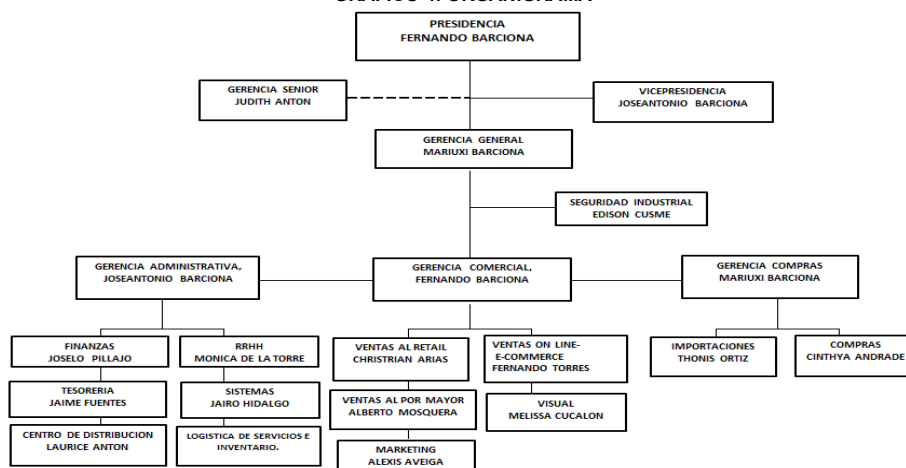 PRESIDENCIA
FERNANDO BARCIONA
GERENCIA SENIOR
JUDITH ANTON
VICEPRESIDENCIA
JOSEANTONIO BARCIONA
GERENCIA GENERAL
MARIUXI BARCIONA
SEGURIDAD INDUSTRIAL
EDISON CUSME
GERENCIA ADMINISTRATIVA,
JOSEANTONIO BARCIONA
GERENCIA COMERCIAL,
FERNANDO BARCIONA
GERENCIA COMPRAS
MARIUXI BARCIONA
FINANZAS
JOSELO PILLAJO
RRHH
MONICA DE LA TORRE
VENTAS AL RETAIL
CHRISTRIAN ARIAS
VENTAS ON LINE-
E-COMMERCE
FERNANDO TORRES
IMPORTACIONES
THONIS ORTIZ
COMPRAS
CINTHYA ANDRADE
TESORERIA
JAIME FUENTES
SISTEMAS
JAIRO HIDALGO
VENTAS AL POR MAYOR
ALBERTO MOSQUERA
VISUAL
MELISSA CUCALON
CENTRO DE DISTRIBUCION
LAURICE ANTON
LOGISTICA DE SERVICIOS E
INVENTARIO.
MARKETING
ALEXIS AVEIGA